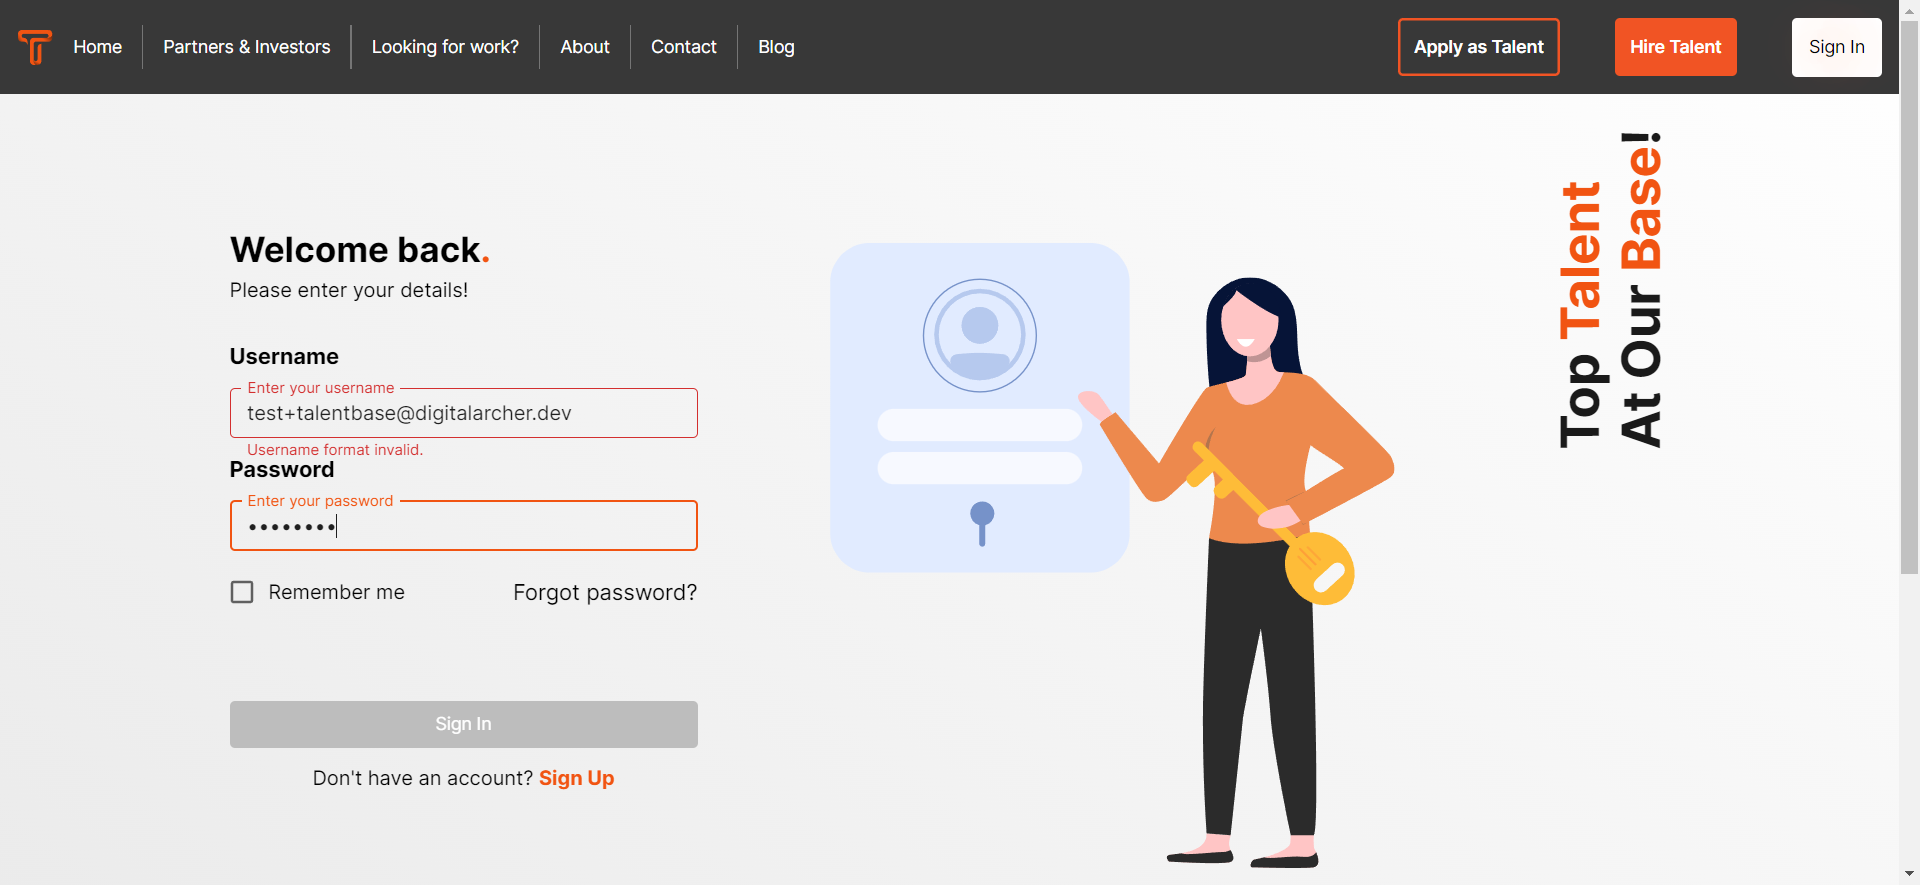 Home
Partners & Investors
Looking for work?
About
Contact
Blog
Apply as Talent
Hire Talent
Sign In
Welcome back.
Please enter your details!
Username
Enter your username
test+talentbase@digitalarcher.dev
Username format invalid.
Password
Enter your password
••••••••
Remember me
Forgot password?
Sign In
Don't have an account? Sign Up
Top Talent
At Our Base!